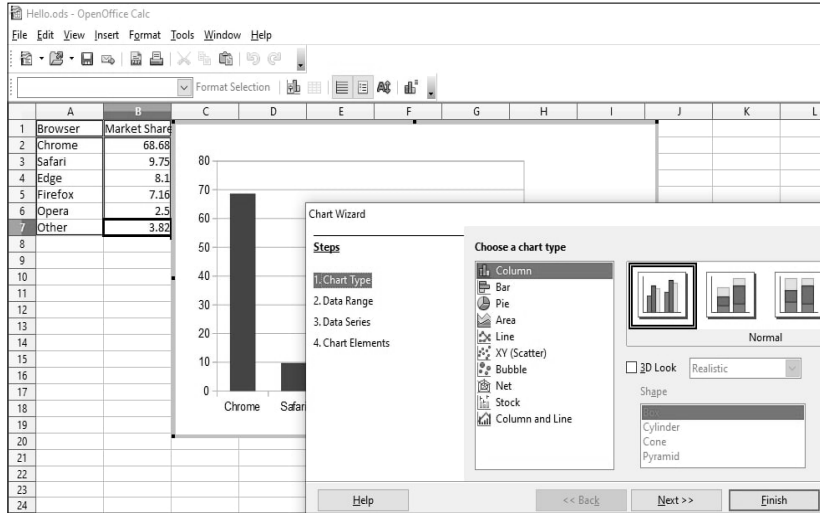 Hello.ods - OpenOffice Calc
File Edit View Insert Format Tools Window Help
Format Selection
A B C D E F G H I J K L
1 Browser Market Share
2 Chrome 68.68
3 Safari 9.75
4 Edge 8.1
5 Firefox 7.16
6 Opera 2.5
7 Other 3.82
8
9
10
11
12
13
14
15
16
17
18
19
20
21
22
23
24
80
70
60
50
40
30
20
10
0
Chrome Safari
Chart Wizard
Steps
1. Chart Type
2. Data Range
3. Data Series
4. Chart Elements
Choose a chart type
Column
Bar
Pie
Area
Line
XY (Scatter)
Bubble
Net
Stock
Column and Line
Normal
3D Look Realistic
Shape
Box
Cylinder
Cone
Pyramid
Help << Back Next >> Finish